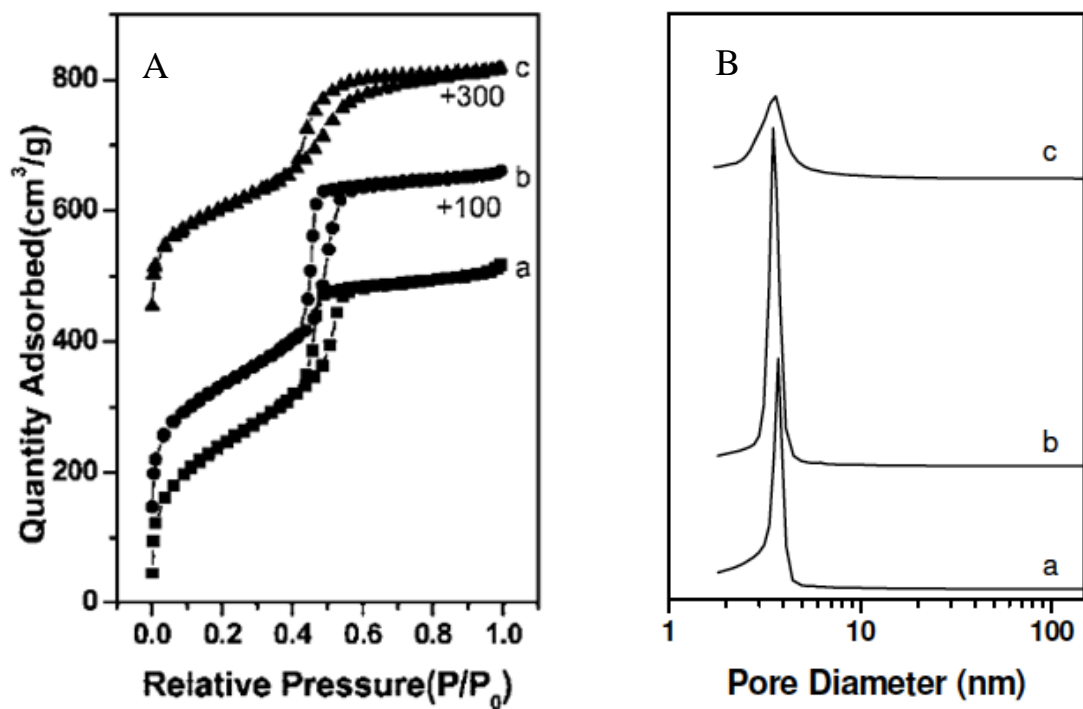 A
c
+300
b
+100
a
800
600
400
200
0
Quantity Adsorbed(cm³/g)
0.0 0.2 0.4 0.6 0.8 1.0
Relative Pressure(P/P₀)
B
c
b
a
1 10 100
Pore Diameter (nm)